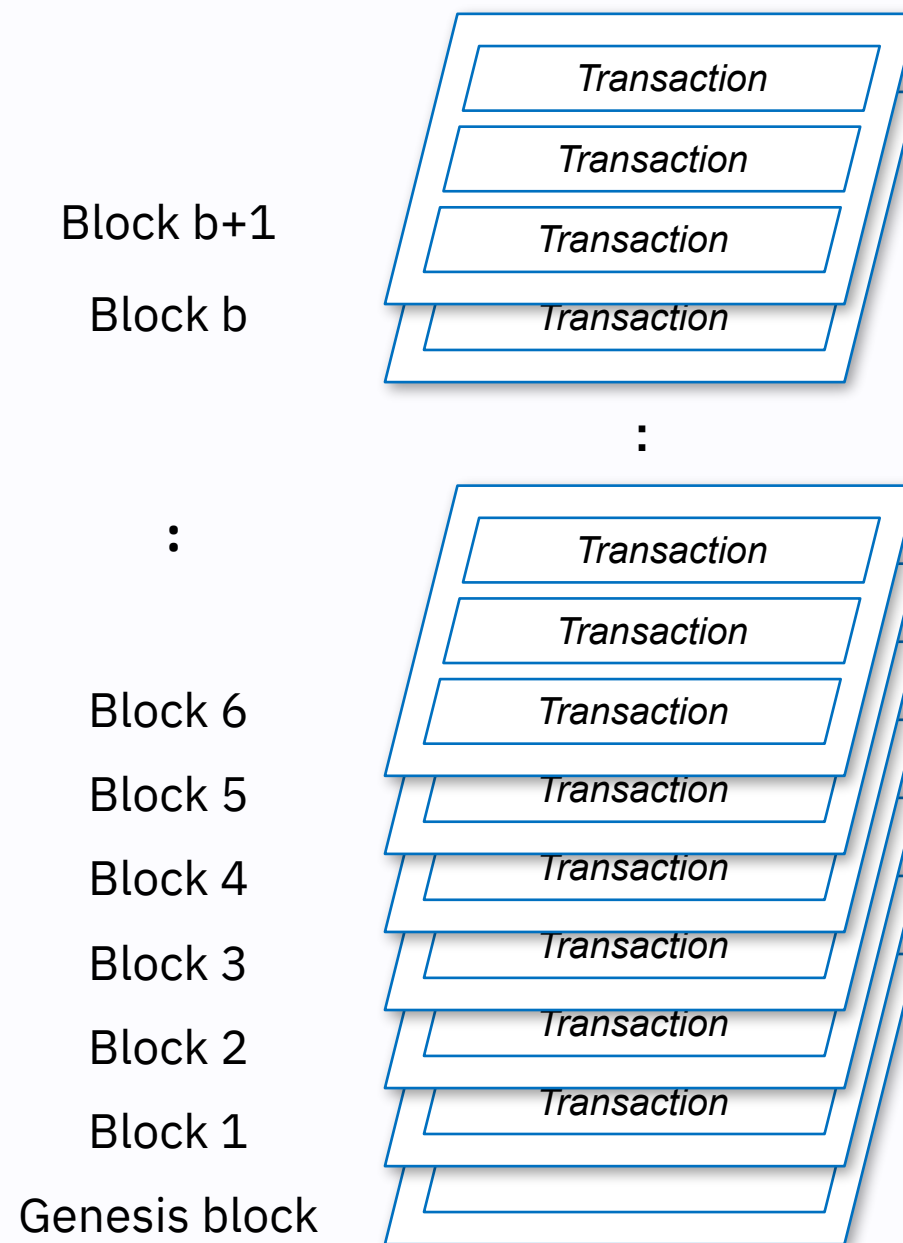 Transaction
Transaction
Block b+1
Transaction
Block b
Transaction
:
:
Transaction
Transaction
Block 6
Transaction
Block 5
Transaction
Block 4
Transaction
Block 3
Transaction
Block 2
Transaction
Block 1
Transaction
Genesis block